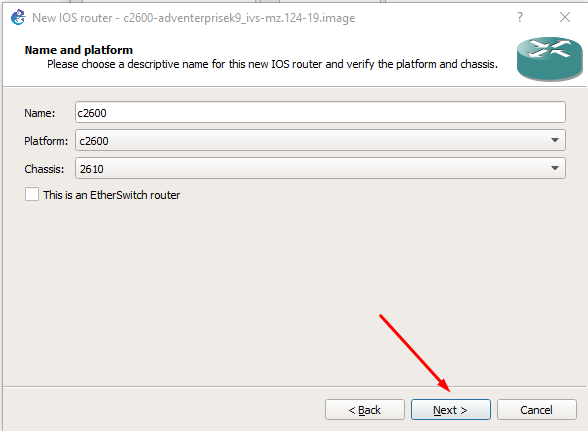 New IOS router - c2600-adventerprisek9_ivs-mz.124-19.image
Name and platform
Please choose a descriptive name for this new IOS router and verify the platform and chassis.
Name: c2600
Platform: c2600
Chassis: 2610
This is an EtherSwitch router
< Back Next > Cancel